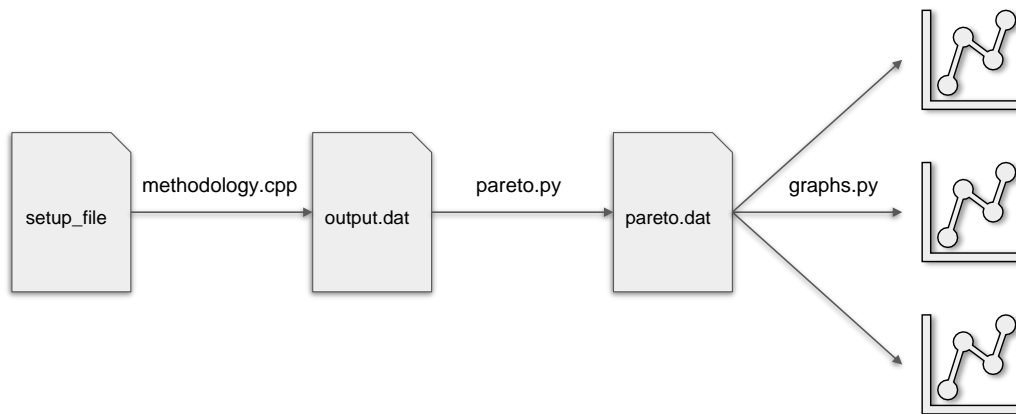 setup_file
methodology.cpp
output.dat
pareto.py
pareto.dat
graphs.py